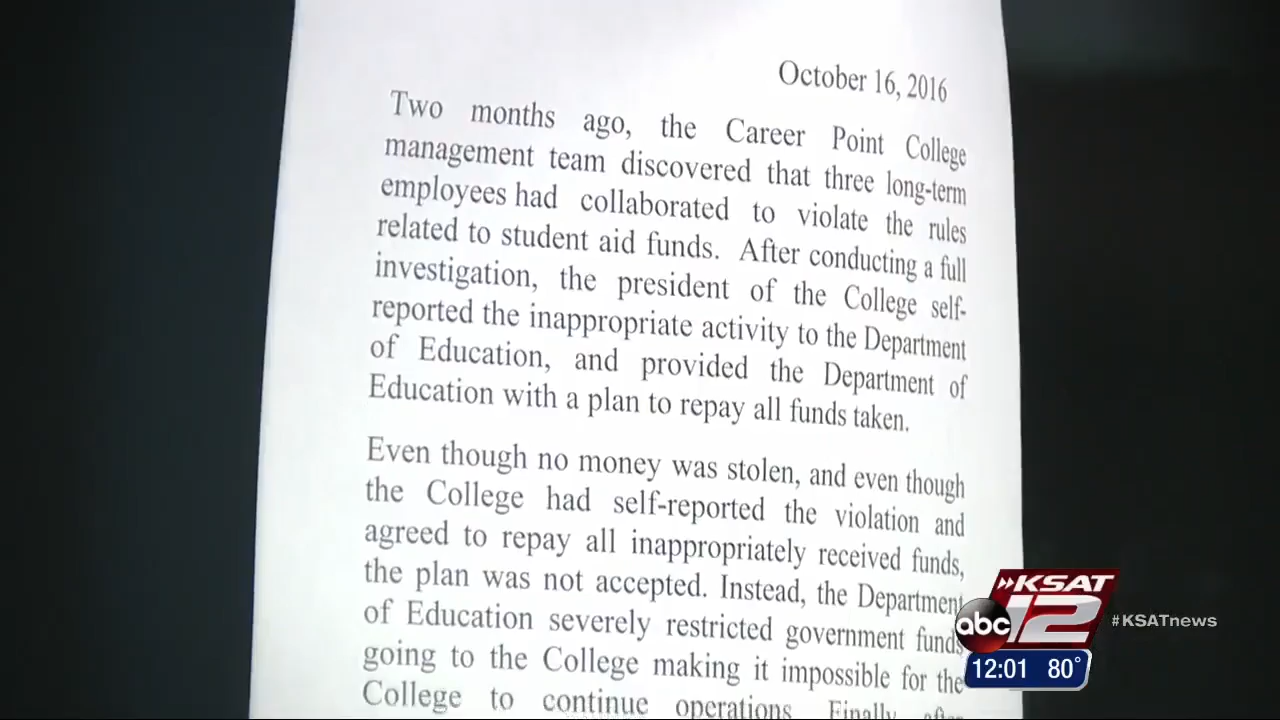 October 16, 2016
Two months ago, the Career Point College
management team discovered that three long-term
employees had collaborated to violate the rules
related to student aid funds. After conducting a full
investigation, the president of the College self-
reported the inappropriate activity to the Department
of Education, and provided the Department of
Education with a plan to repay all funds taken.
Even though no money was stolen, and even though
the College had self-reported the violation and
agreed to repay all inappropriately received funds,
the plan was not accepted. Instead, the Department
of Education severely restricted government funds
going to the College making it impossible for the
College to continue operations. Finally, after
KSAT
abc 12
#KSATnews
12:01 80°